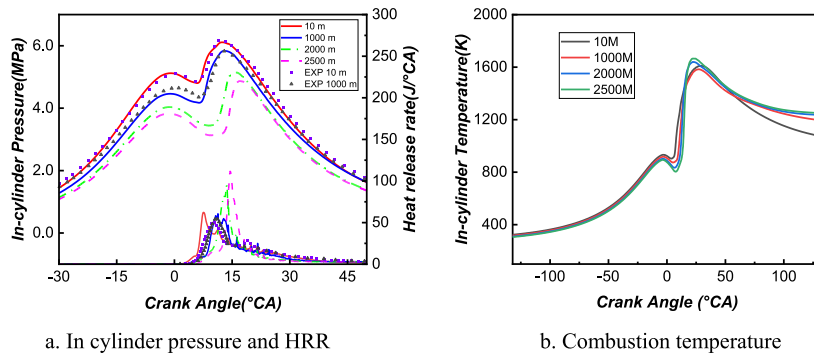 a.
300
6.0
4.0
2.0
0.0
250
200
150
100
50
0
-30
-15
0
15
30
45
In-cylinder Pressure(MPa)
Heat release rate(J/°CA)
Crank Angle(°CA)
10 m
1000 m
2000 m
2500 m
EXP 10 m
EXP 1000 m
a. In cylinder pressure and HRR
b.
2000
1600
1200
800
400
-100
-50
0
50
100
In-cylinder Temperature(K)
Crank Angle (°CA)
10M
1000M
2000M
2500M
b. Combustion temperature